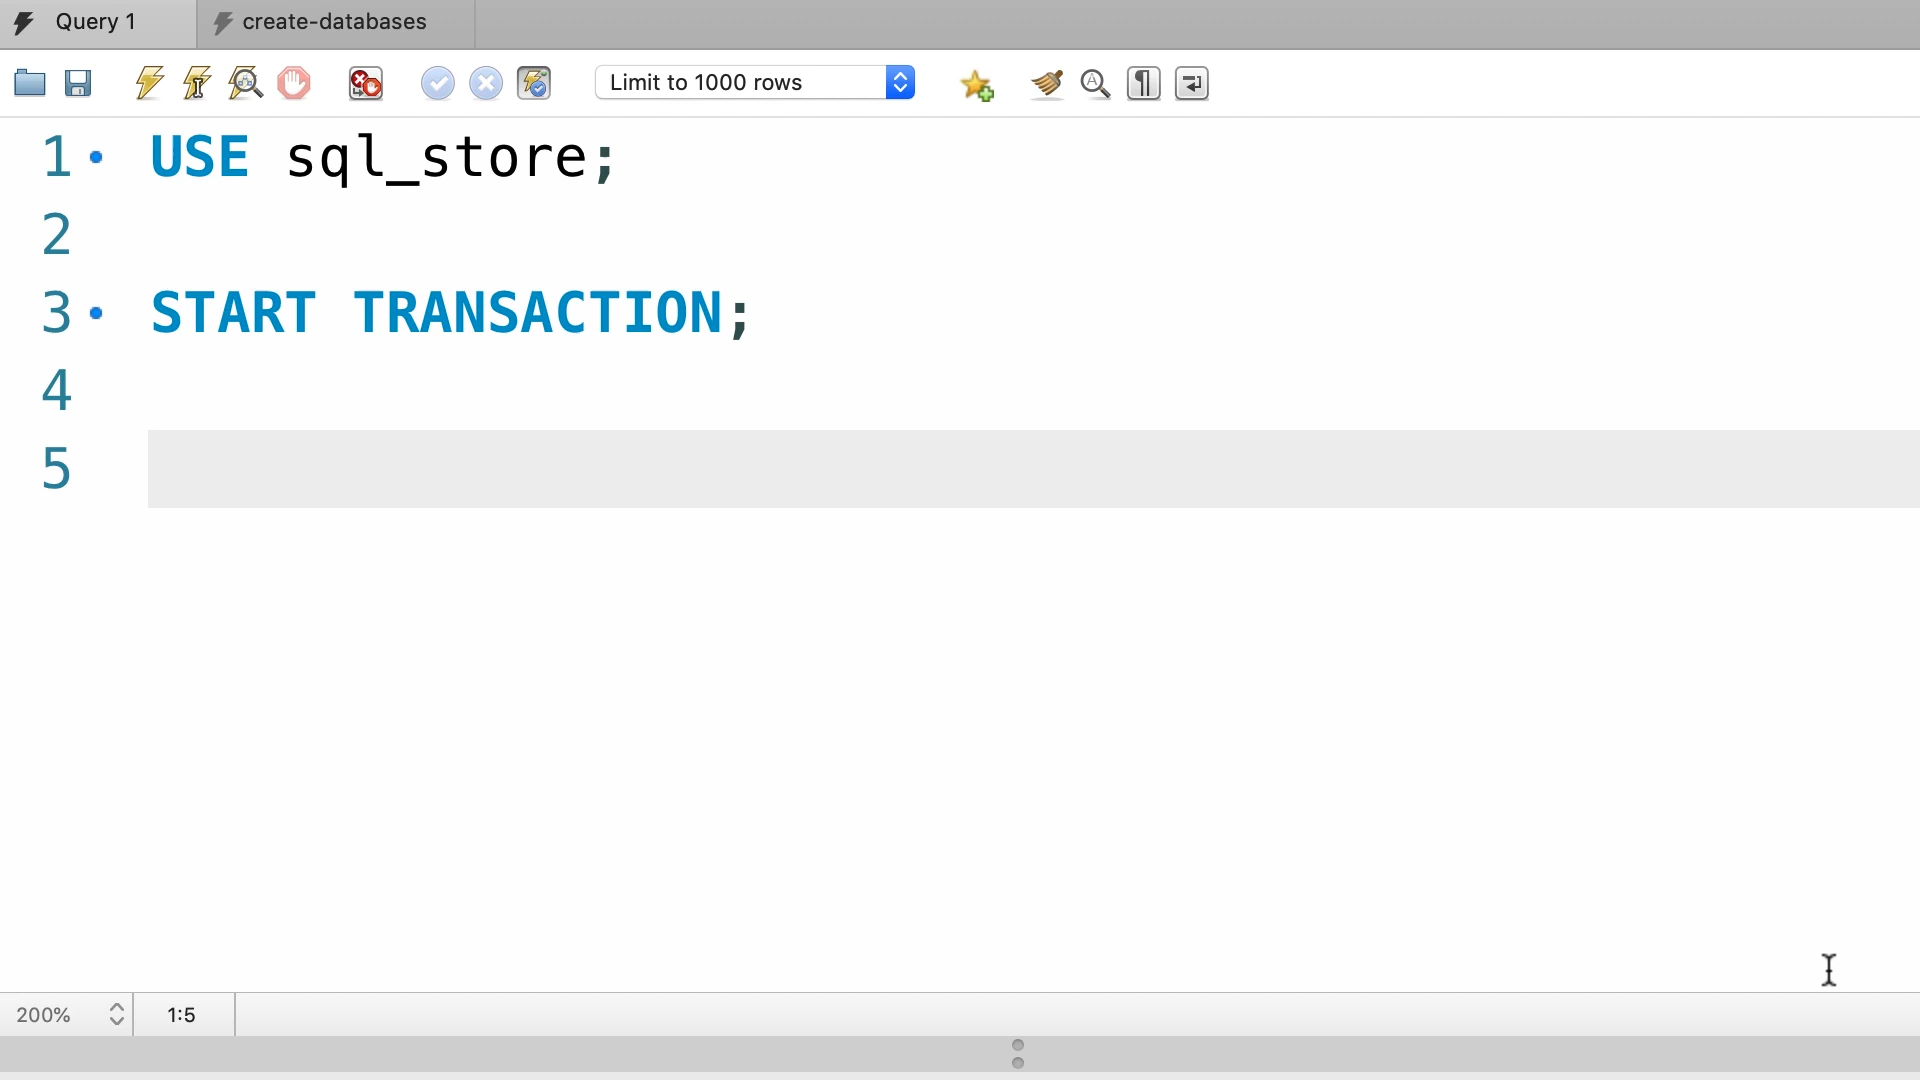 Query 1
create-databases
Limit to 1000 rows
1 USE sql_store;
2
3 START TRANSACTION;
4
5
200%
1:5